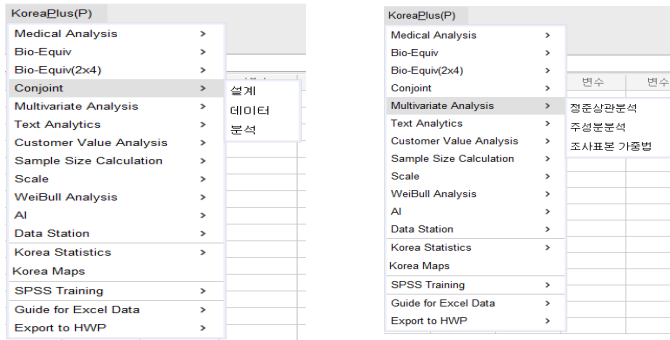 KoreaPlus(P)
Medical Analysis
Bio-Equiv
Bio-Equiv(2x4)
Conjoint
Multivariate Analysis
Text Analytics
Customer Value Analysis
Sample Size Calculation
Scale
WeiBull Analysis
AI
Data Station
Korea Statistics
Korea Maps
SPSS Training
Guide for Excel Data
Export to HWP
설계
데이터
분석
KoreaPlus(P)
Medical Analysis
Bio-Equiv
Bio-Equiv(2x4)
Conjoint
Multivariate Analysis
Text Analytics
Customer Value Analysis
Sample Size Calculation
Scale
WeiBull Analysis
AI
Data Station
Korea Statistics
Korea Maps
SPSS Training
Guide for Excel Data
Export to HWP
변수 변수
정준상관분석
주성분분석
조사표본 가중법